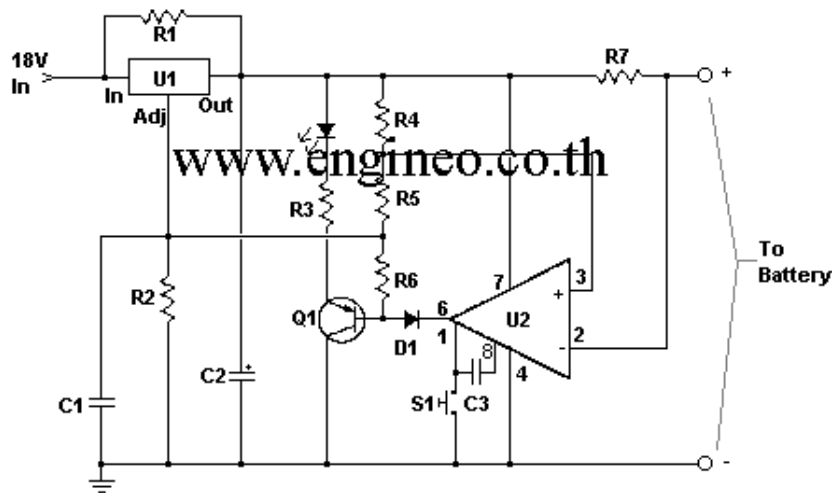 R1
R7
18V
In
U1
+
In
Out
Adj
R4
www.engineo.co.th
R3
R5
To
Battery
R2
R6
7
3
+
Q1
6
U2
2
1
D1
8
-
C2
4
C1
S1
C3
-